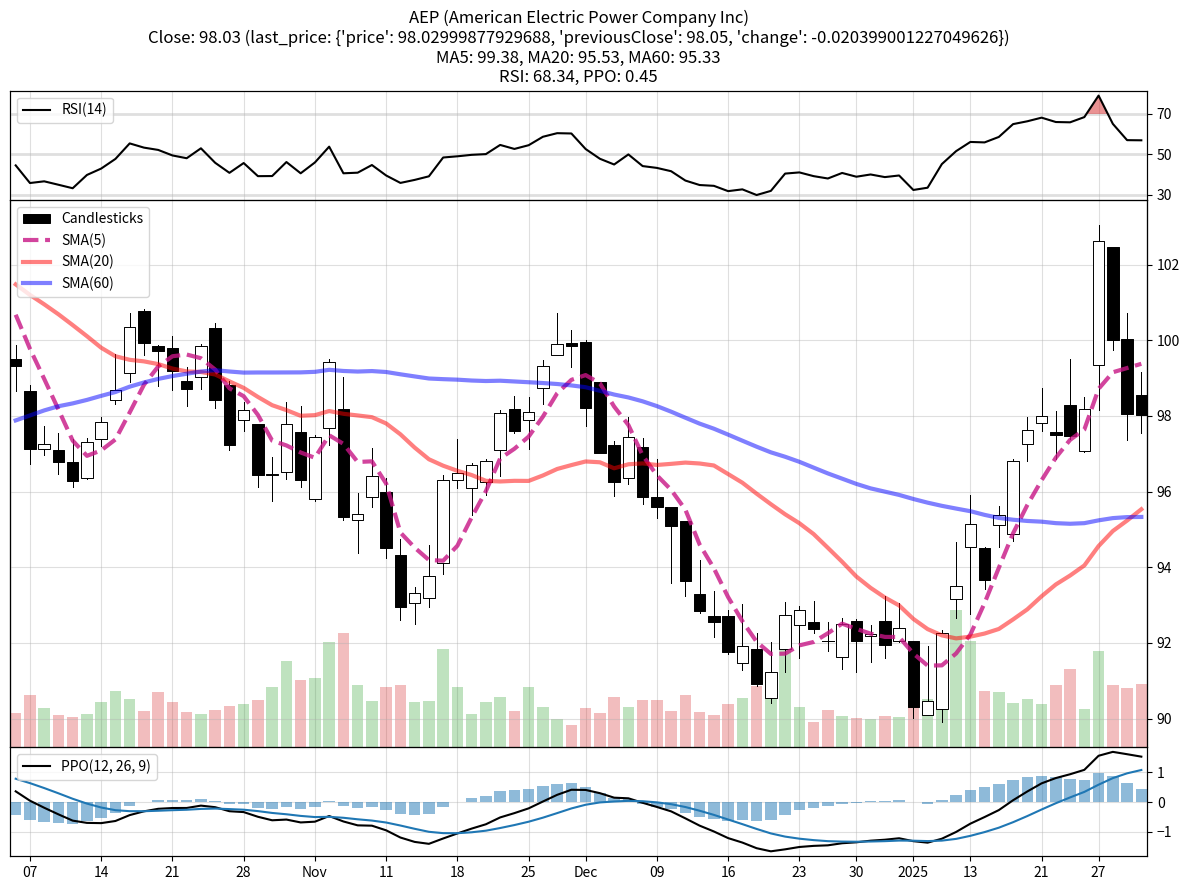 AEP (American Electric Power Company Inc)
Close: 98.03 (last_price: {'price': 98.02999877929688, 'previousClose': 98.05, 'change': -0.020399001227049626})
MA5: 99.38, MA20: 95.53, MA60: 95.33
RSI: 68.34, PPO: 0.45
RSI(14)
70
50
30
Candlesticks
SMA(5)
SMA(20)
SMA(60)
102
100
98
96
94
92
90
PPO(12, 26, 9)
1
0
−1
07 14 21 28 Nov 11 18 25 Dec 09 16 23 30 2025 13 21 27